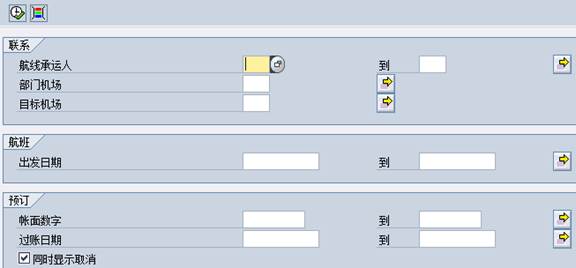 联系
航线承运人 到
部门机场
目标机场
航班
出发日期 到
预订
帐面数字 到
过账日期 到
同时显示取消